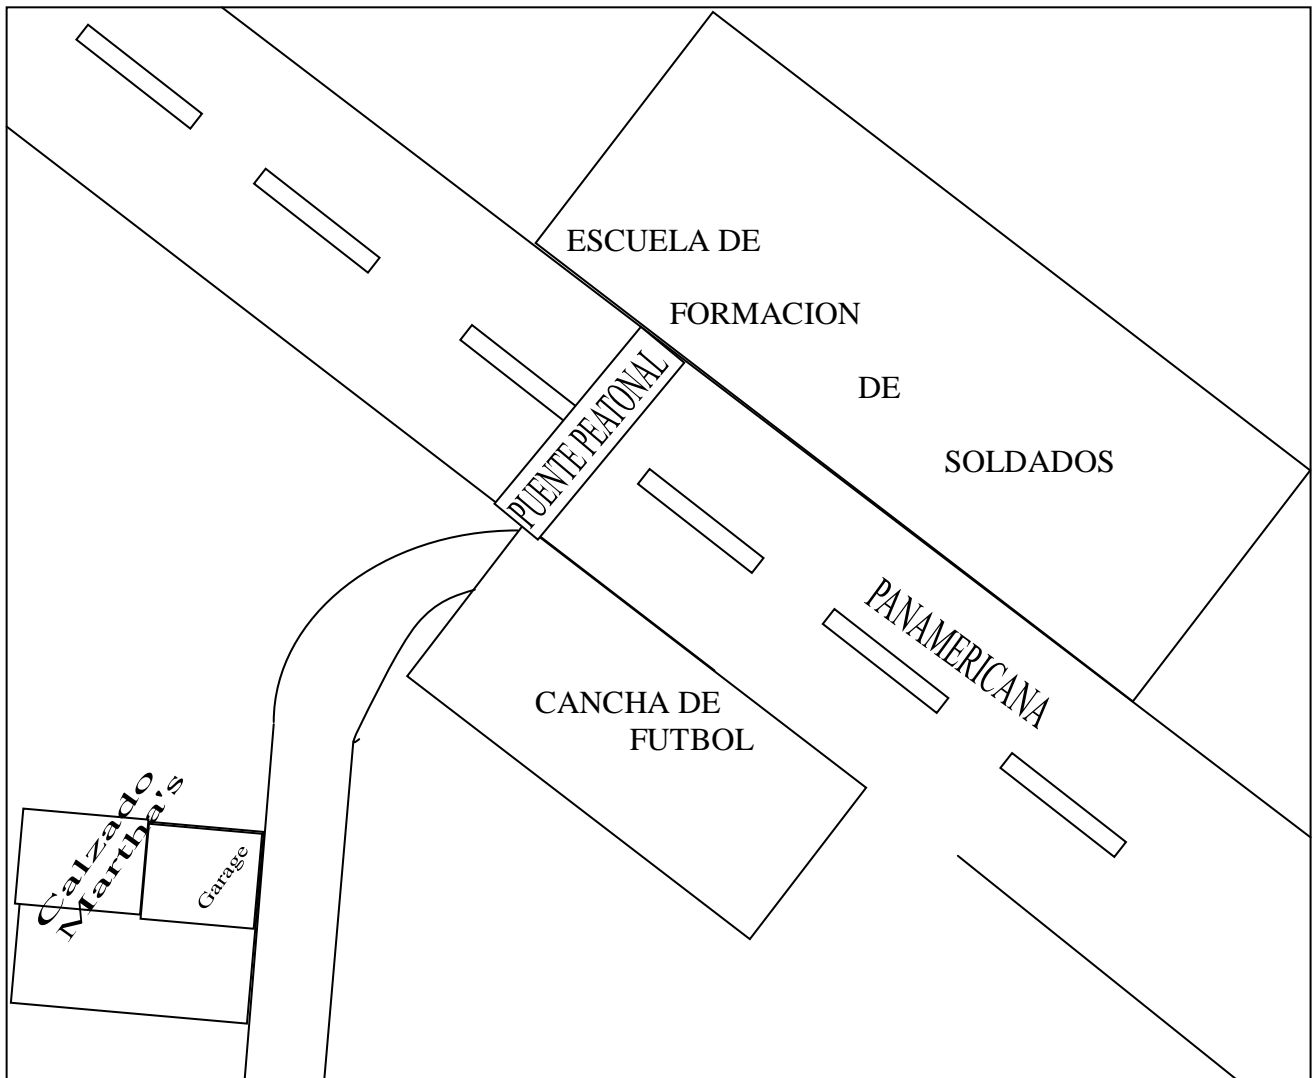 ESCUELA DE
FORMACION
DE
SOLDADOS
PUENTE PEATONAL
PANAMERICANA
CANCHA DE
FUTBOL
Calzado
Martha's
Garage